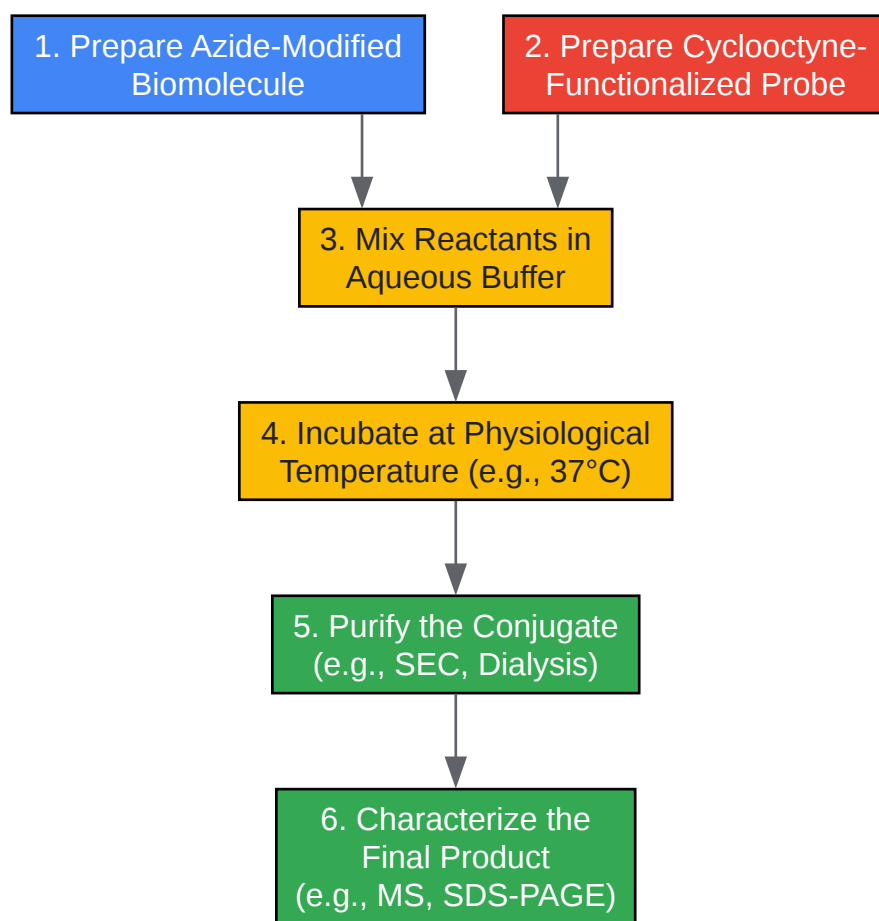 1. Prepare Azide-Modified
Biomolecule
2. Prepare Cyclooctyne-
Functionalized Probe
3. Mix Reactants in
Aqueous Buffer
4. Incubate at Physiological
Temperature (e.g., 37°C)
5. Purify the Conjugate
(e.g., SEC, Dialysis)
6. Characterize the
Final Product
(e.g., MS, SDS-PAGE)